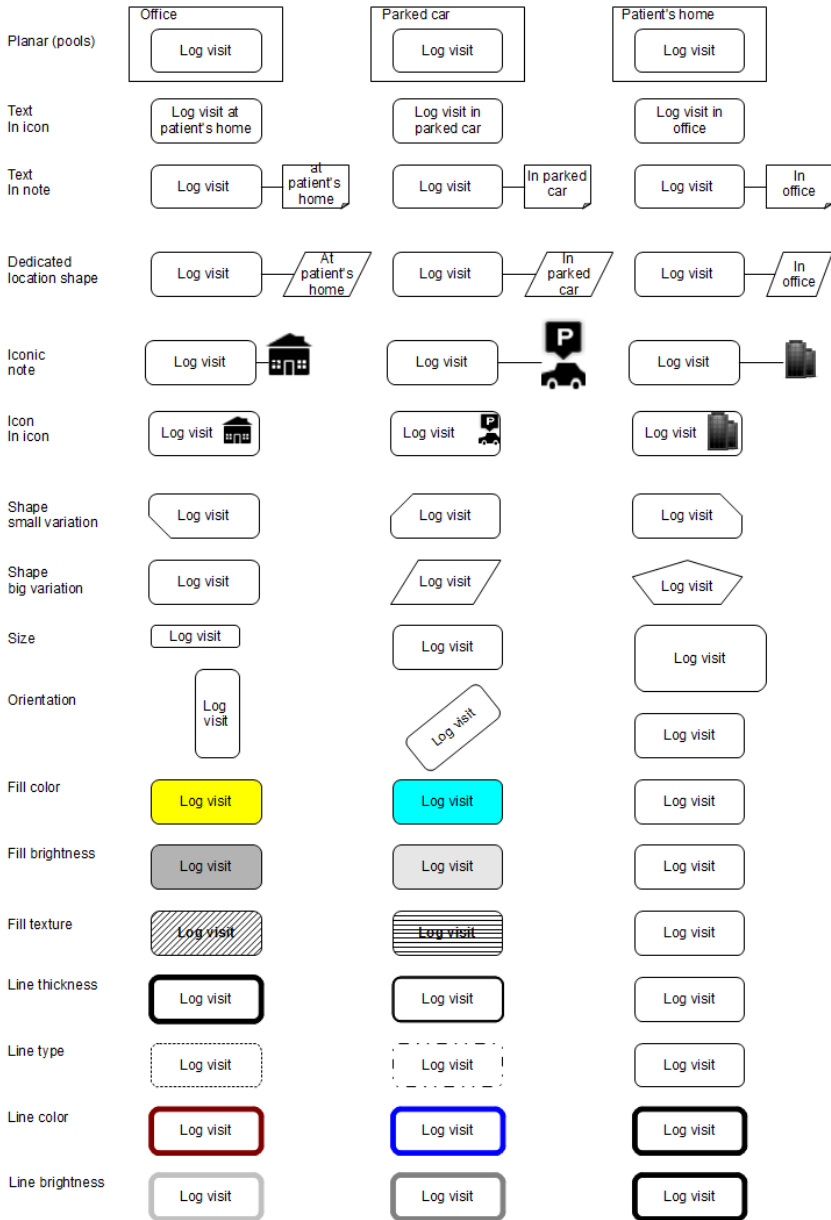 Office Parked car Patient's home
Planar (pools) Log visit Log visit Log visit
Text
In icon
Log visit at
patient's home
Log visit in
parked car
Log visit in
office
Text
In note
Log visit
at
patient's
home
Log visit
In parked
car
Log visit
In
office
Dedicated
location shape
Log visit
At
patient's
home
Log visit
In
parked
car
Log visit
In
office
Iconic
note
Log visit
P
Log visit
Log visit
Icon
In icon
Log visit
Log visit
P
Log visit
Shape
small variation
Log visit Log visit Log visit
Shape
big variation
Log visit Log visit Log visit
Size Log visit Log visit Log visit
Orientation
Log
visit
Log visit
Log visit
Fill color Log visit Log visit Log visit
Fill brightness Log visit Log visit Log visit
Fill texture Log visit Log visit Log visit
Line thickness Log visit Log visit Log visit
Line type Log visit Log visit Log visit
Line color Log visit Log visit Log visit
Line brightness Log visit Log visit Log visit